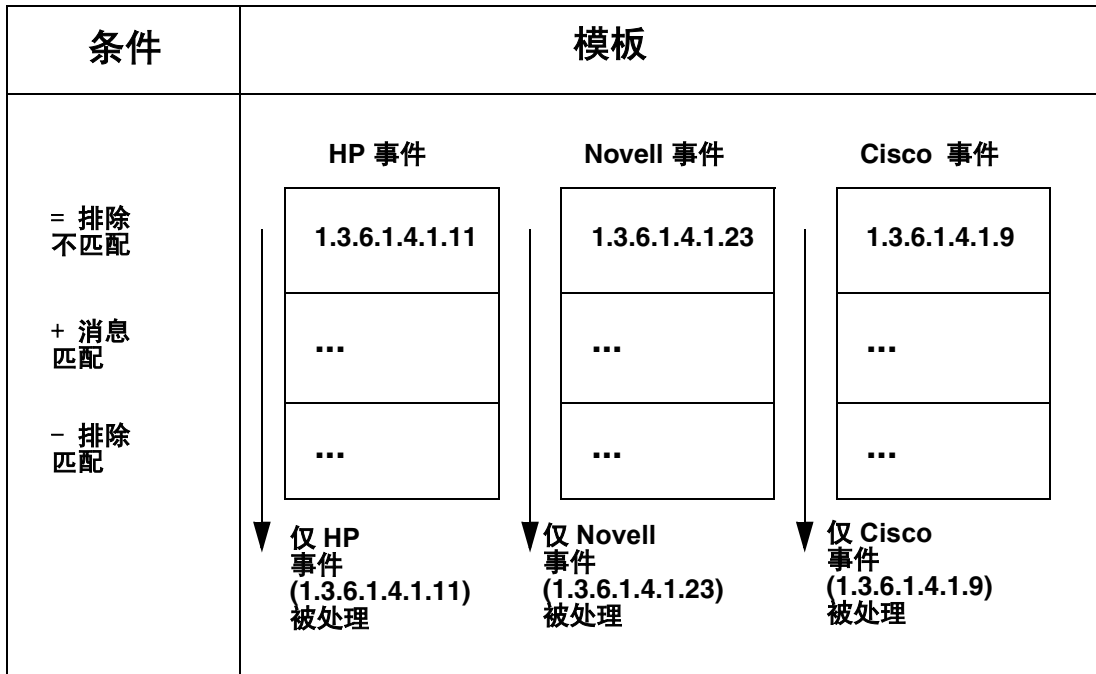 条件
模板
HP 事件
Novell 事件
Cisco 事件
= 排除
不匹配
1.3.6.1.4.1.11
1.3.6.1.4.1.23
1.3.6.1.4.1.9
+ 消息
匹配
...
...
...
− 排除
匹配
...
...
...
仅 HP
事件
(1.3.6.1.4.1.11)
被处理
仅 Novell
事件
(1.3.6.1.4.1.23)
被处理
仅 Cisco
事件
(1.3.6.1.4.1.9)
被处理